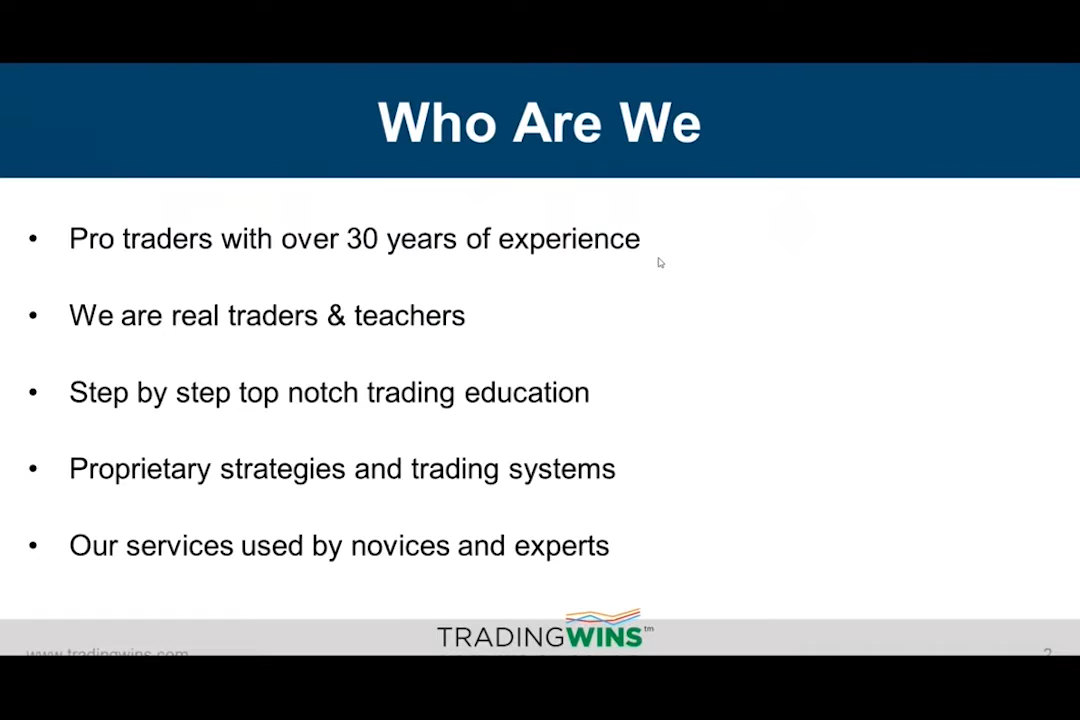 Who Are We
• Pro traders with over 30 years of experience
• We are real traders & teachers
• Step by step top notch trading education
• Proprietary strategies and trading systems
• Our services used by novices and experts
TRADINGWINS™
www.tradingwins.com
2